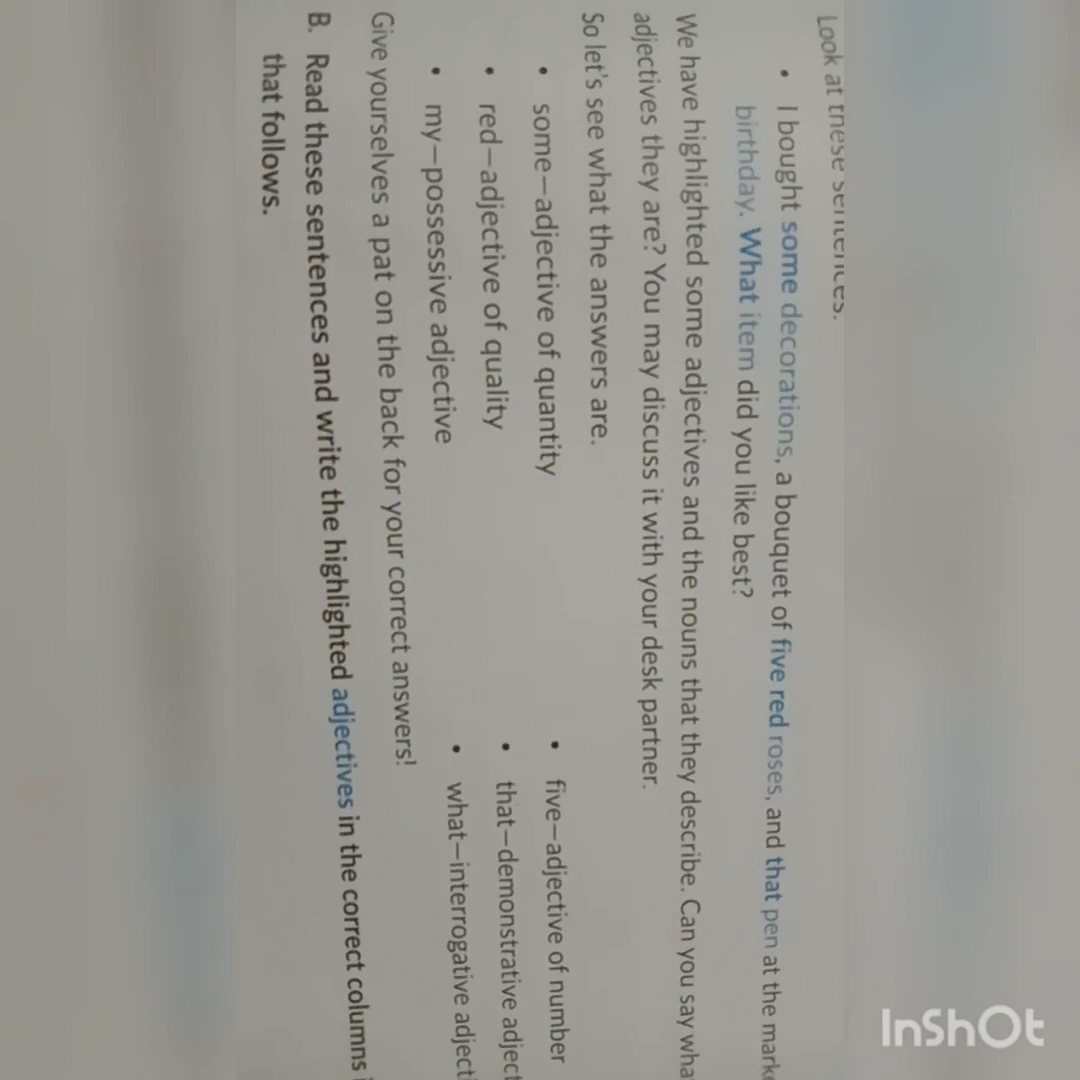 Look at these sentences.
• I bought some decorations, a bouquet of five red roses, and that pen at the
birthday. What item did you like best?
We have highlighted some adjectives and the nouns that they describe. Can you say
adjectives they are? You may discuss it with your desk partner.
So let's see what the answers are.
• some—adjective of quantity
• five—adjective of number
• red—adjective of quality
• that—demonstrative
• my—possessive adjective
• what—interrogative
Give yourselves a pat on the back for your correct answers!
B. Read these sentences and write the highlighted adjectives in the correct columns
that follows.
InShOt